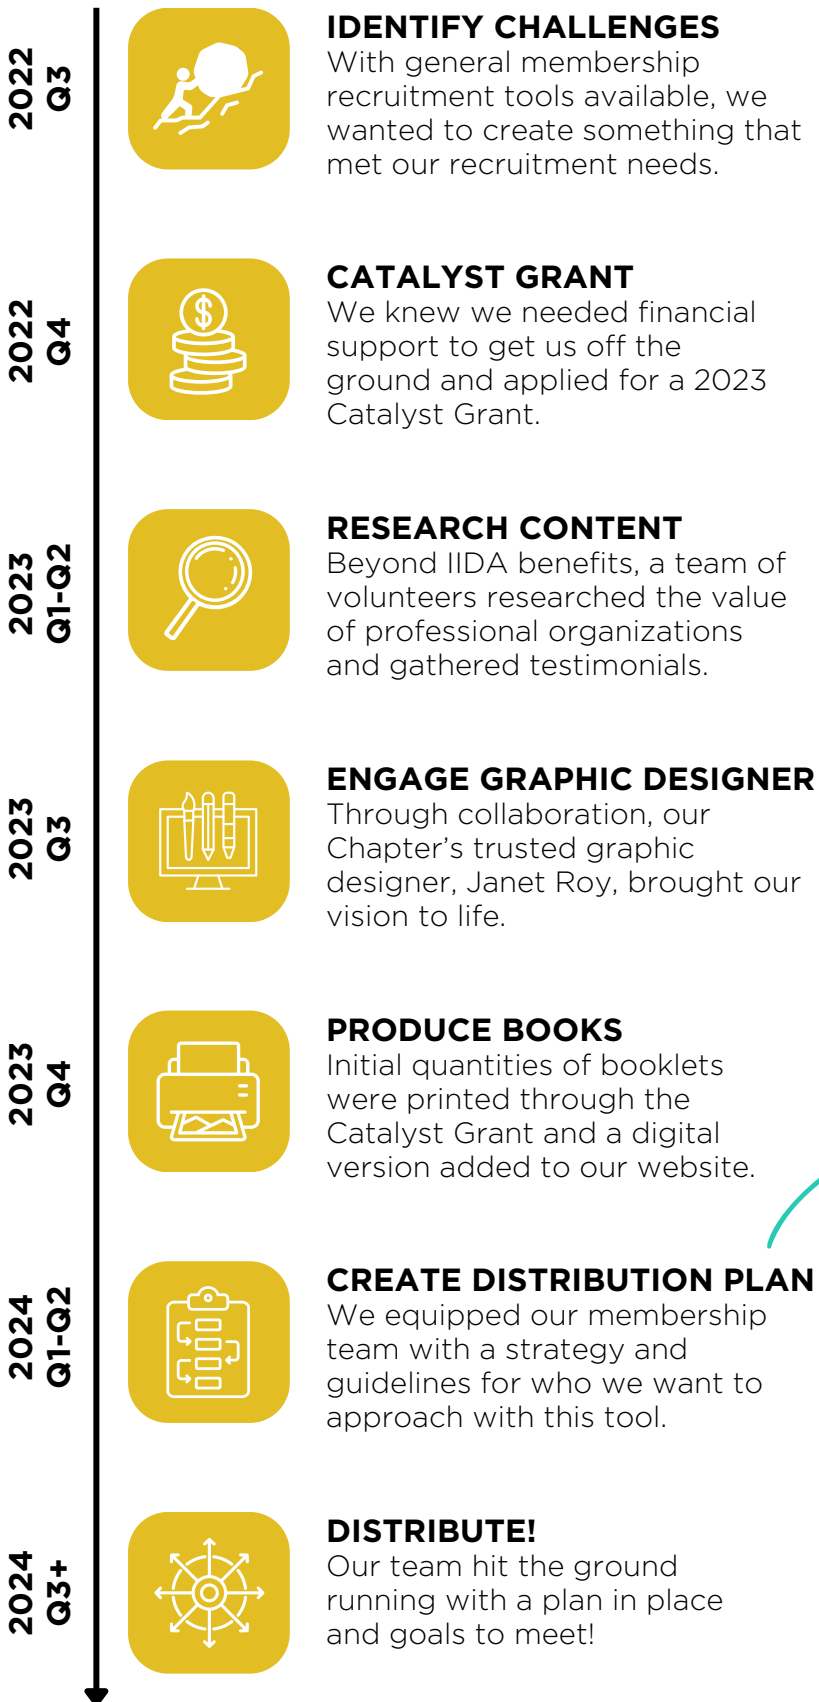 2022
Q3
IDENTIFY CHALLENGES
With general membership
recruitment tools available, we
wanted to create something that
met our recruitment needs.
2022
Q4
$
CATALYST GRANT
We knew we needed financial
support to get us off the
ground and applied for a 2023
Catalyst Grant.
2023
Q1-Q2
RESEARCH CONTENT
Beyond IIDA benefits, a team of
volunteers researched the value
of professional organizations
and gathered testimonials.
2023
Q3
ENGAGE GRAPHIC DESIGNER
Through collaboration, our
Chapter’s trusted graphic
designer, Janet Roy, brought our
vision to life.
2023
Q4
PRODUCE BOOKS
Initial quantities of booklets
were printed through the
Catalyst Grant and a digital
version added to our website.
2024
Q1-Q2
CREATE DISTRIBUTION PLAN
We equipped our membership
team with a strategy and
guidelines for who we want to
approach with this tool.
2024
Q3+
DISTRIBUTE!
Our team hit the ground
running with a plan in place
and goals to meet!